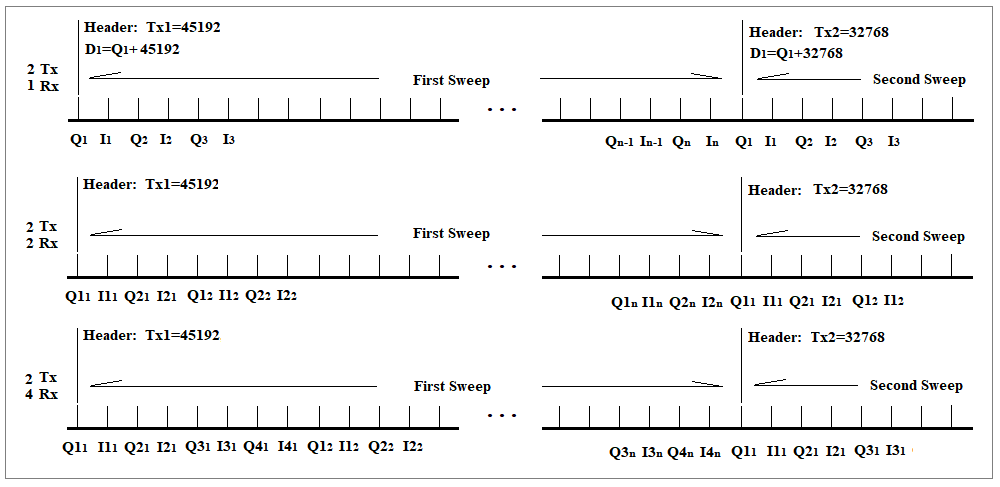 Header: Tx1=45192
D1=Q1+45192
Header: Tx2=32768
D1=Q1+32768
2 Tx
1 Rx
First Sweep
Second Sweep
...
Q1 I1 Q2 I2 Q3 I3
Qn-1 In-1 Qn In Q1 I1 Q2 I2 Q3 I3
Header: Tx1=45192
Header: Tx2=32768
2 Tx
2 Rx
First Sweep
Second Sweep
...
Q11 I11 Q21 I21 Q12 I12 Q22 I22
Q1n I1n Q2n I2n Q11 I11 Q21 I21 Q12 I12
Header: Tx1=45192
Header: Tx2=32768
2 Tx
4 Rx
First Sweep
Second Sweep
...
Q11 I11 Q21 I21 Q31 I31 Q41 I41 Q12 I12 Q22 I22
Q3n I3n Q4n I4n Q11 I11 Q21 I21 Q31 I31